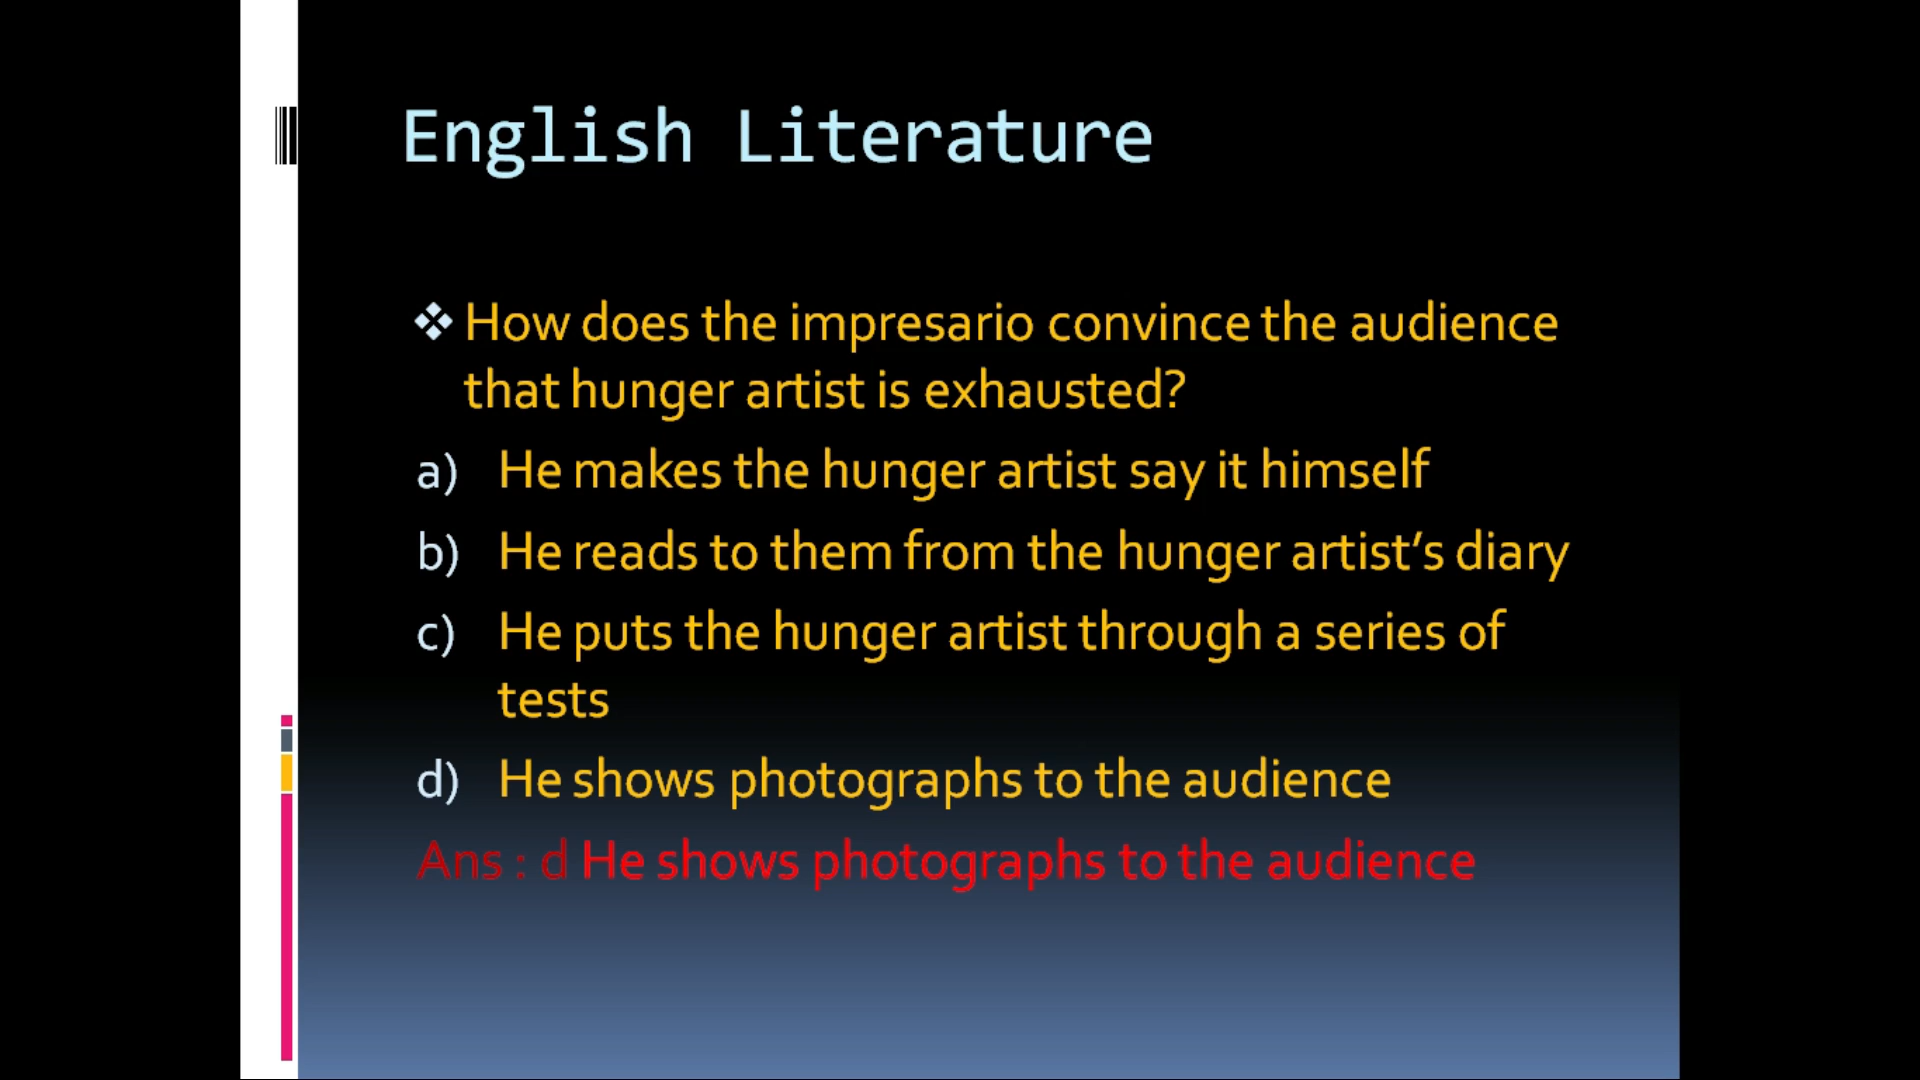 English Literature
❖ How does the impresario convince the audience
that hunger artist is exhausted?
a) He makes the hunger artist say it himself
b) He reads to them from the hunger artist’s diary
c) He puts the hunger artist through a series of
tests
d) He shows photographs to the audience
Ans : d He shows photographs to the audience